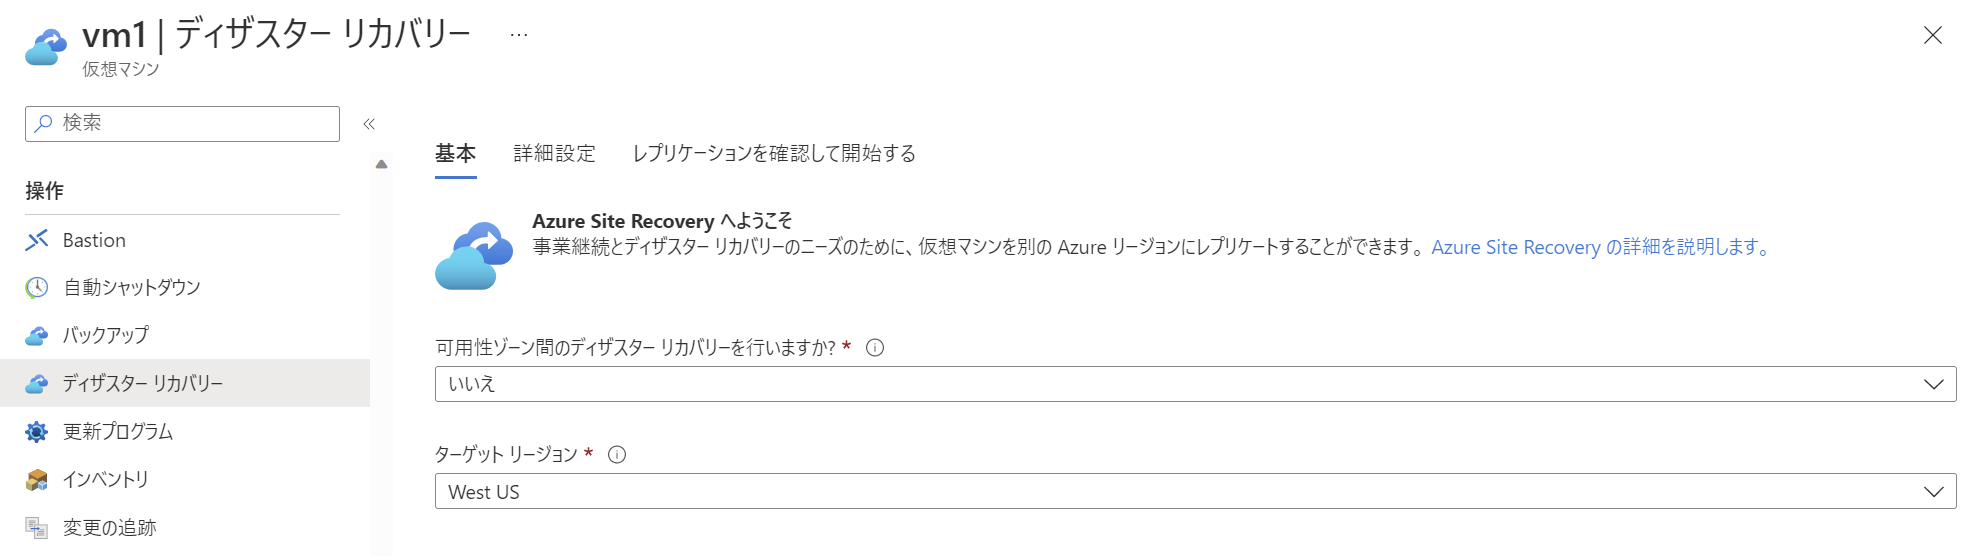 vm1 | ディザスター リカバリー ...
仮想マシン
検索
«
操作
Bastion
自動シャットダウン
バックアップ
ディザスター リカバリー
更新プログラム
インベントリ
変更の追跡
基本 詳細設定 レプリケーションを確認して開始する
Azure Site Recovery へようこそ
事業継続とディザスター リカバリーのニーズのために、仮想マシンを別の Azure リージョンにレプリケートすることができます。 Azure Site Recovery の詳細を説明します。
可用性ゾーン間のディザスター リカバリーを行いますか? *
いいえ
ターゲット リージョン *
West US